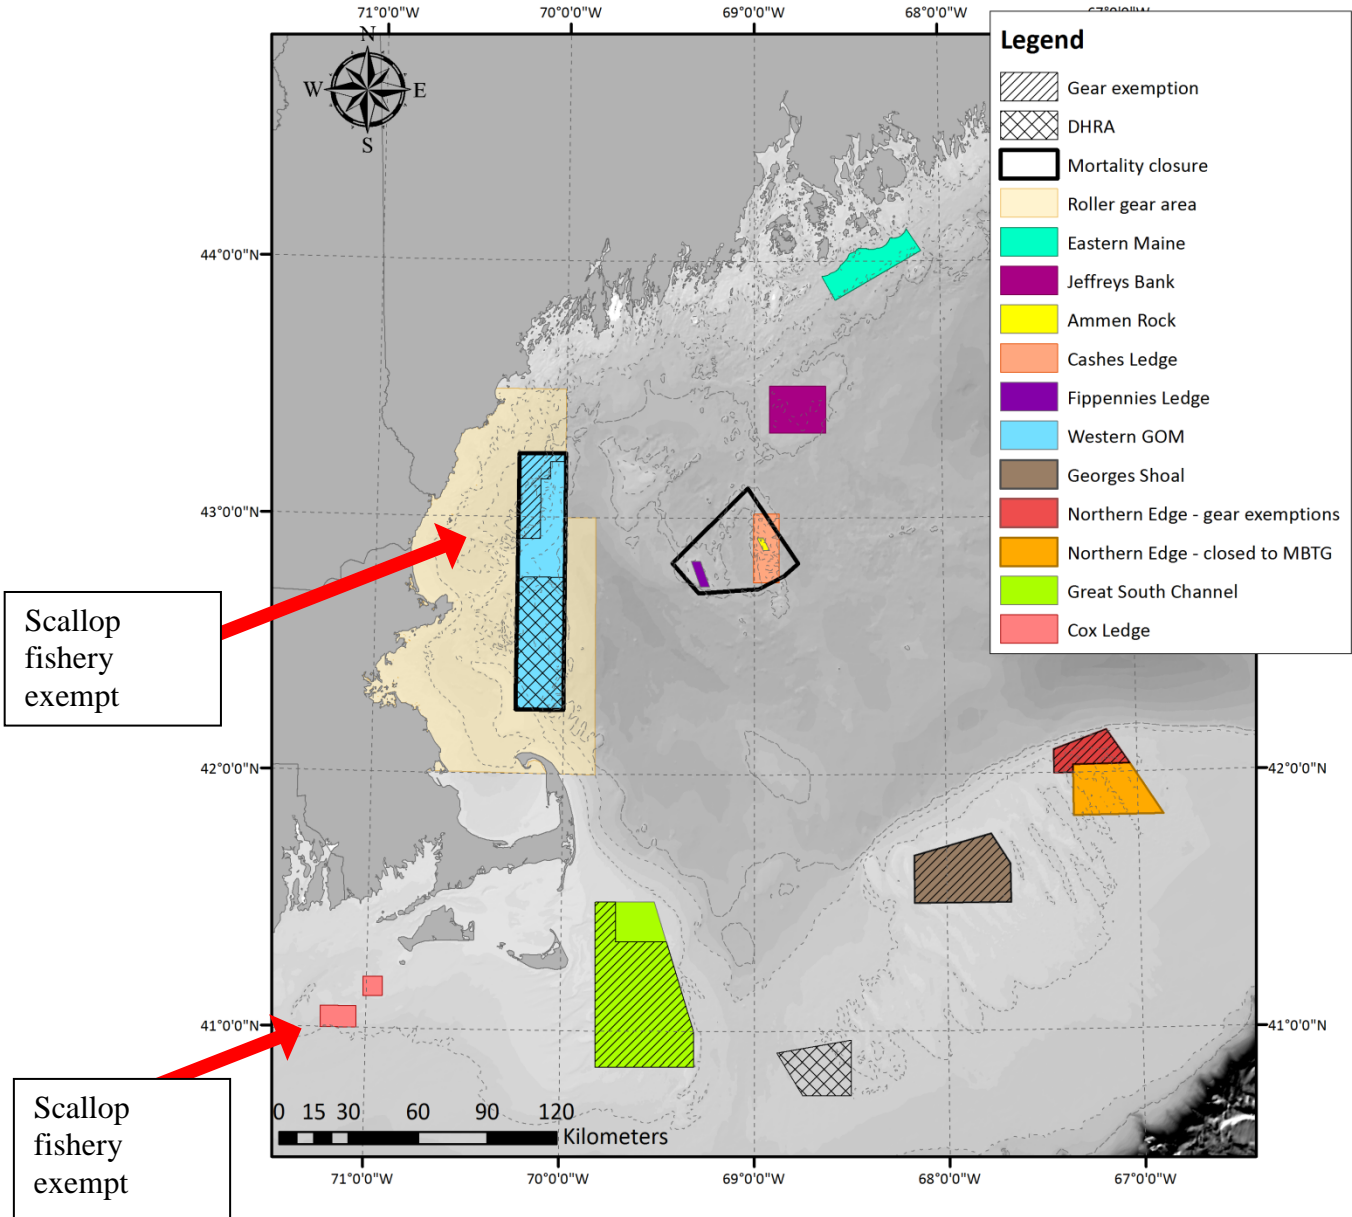 71°0'0"W 70°0'0"W 69°0'0"W 68°0'0"W 67°0'0"W
N
W E
S
Legend
Gear exemption
DHRA
Mortality closure
Roller gear area
Eastern Maine
Jeffreys Bank
Ammen Rock
Cashes Ledge
Fippennies Ledge
Western GOM
Georges Shoal
Northern Edge - gear exemptions
Northern Edge - closed to MBTG
Great South Channel
Cox Ledge
44°0'0"N
43°0'0"N
Scallop
fishery
exempt
42°0'0"N 42°0'0"N
41°0'0"N 41°0'0"N
Scallop
fishery
exempt
0 15 30 60 90 120
Kilometers
71°0'0"W 70°0'0"W 69°0'0"W 68°0'0"W 67°0'0"W